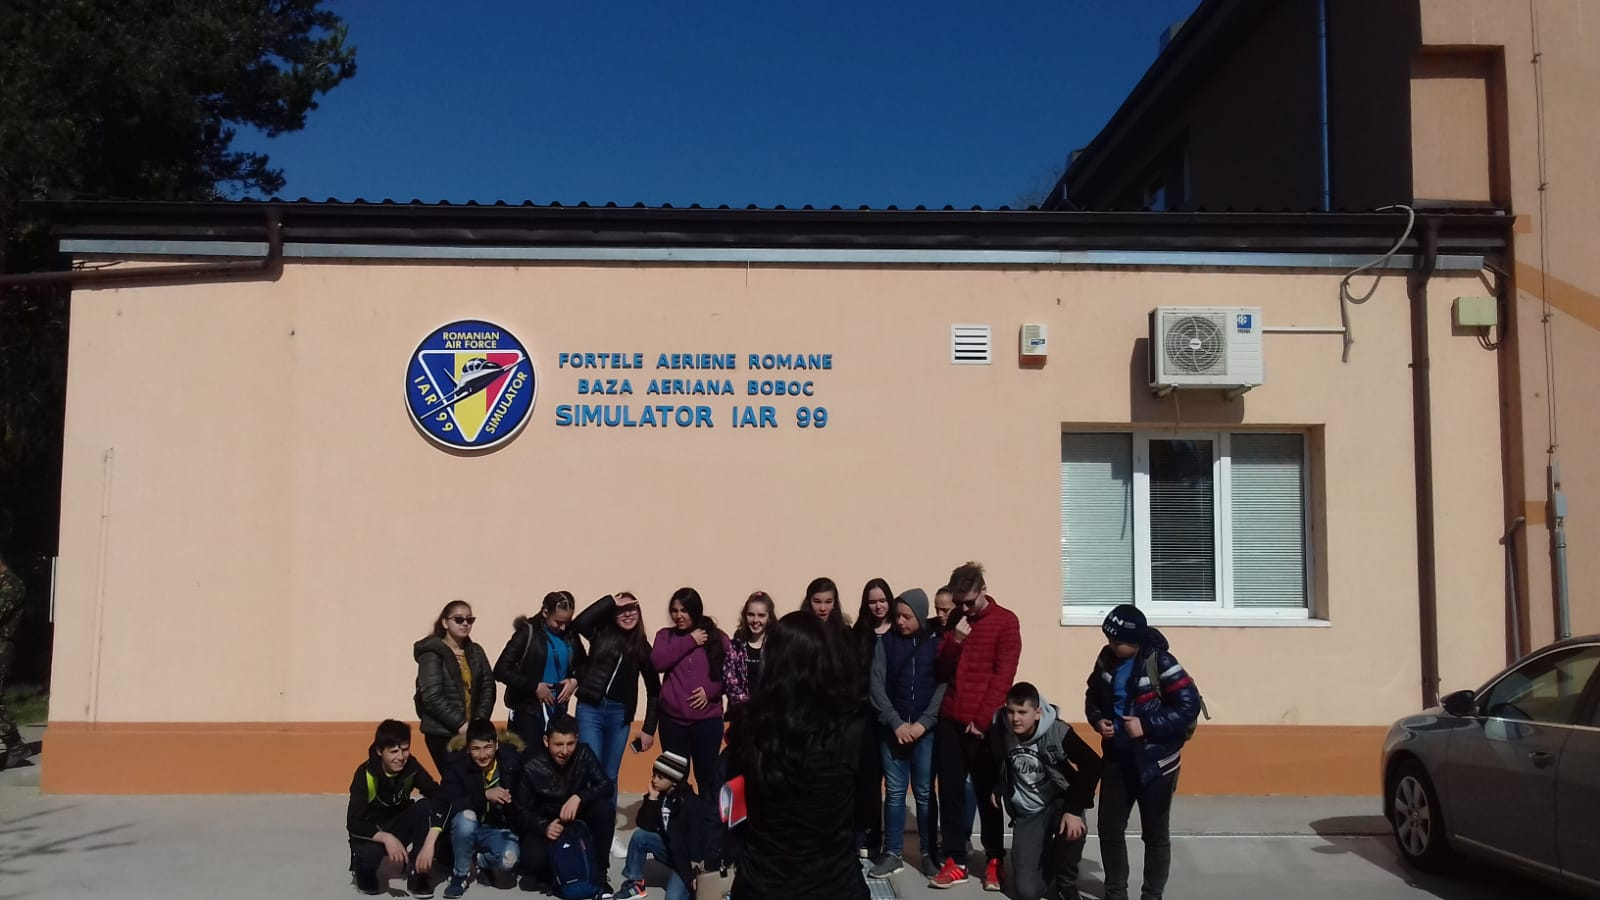 ROMANIAN
AIR FORCE
IAR 99
SIMULATOR
FORTELE AERIENE ROMANE
BAZA AERIANA BOBOC
SIMULATOR IAR 99